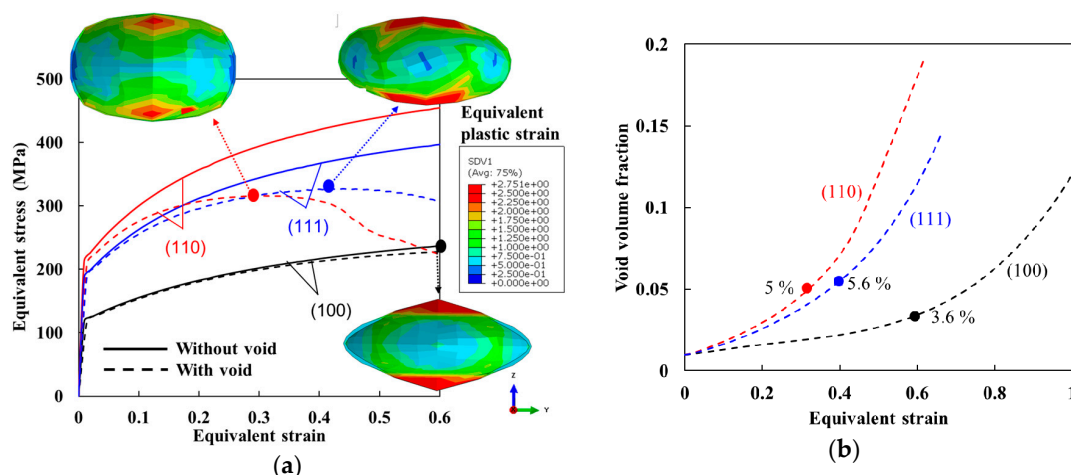 (a)
500
400
300
200
100
0
Equivalent stress (MPa)
0
0.1
0.2
0.3
0.4
0.5
0.6
Equivalent strain
(110)
(111)
(100)
Without void
With void
Equivalent
plastic strain
SDV1
(Avg: 75%)
+2.751e+00
+2.500e+00
+2.250e+00
+2.000e+00
+1.750e+00
+1.500e+00
+1.250e+00
+1.000e+00
+7.500e-01
+5.000e-01
+2.500e-01
+0.000e+00
Z
Y
(a)
0.2
0.15
0.1
0.05
0
Void volume fraction
0
0.2
0.4
0.6
0.8
1
Equivalent strain
(110)
(111)
(100)
5 %
5.6 %
3.6 %
(b)